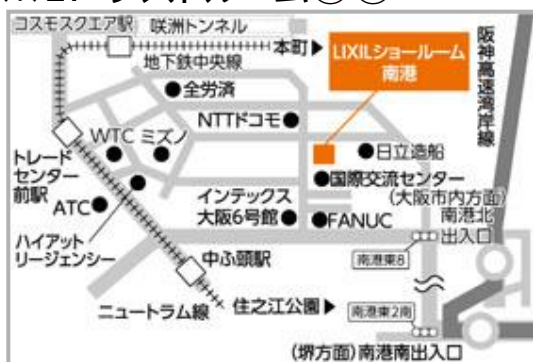 コスモスクエア駅
咲洲トンネル
本町▶
地下鉄中央線
LIXILショールーム
南港
阪神高速湾岸線
全労済
NTTドコモ
WTC ミズノ
日立造船
トレード
センター
前駅
国際交流センター
(大阪市内方面)
南港北
出入口
ATC
インテックス
大阪6号館
FANUC
ハイアット
リージェンシー
中ふ頭駅
南港東8
ニュートラム線
住之江公園▶
南港東2南
(堺方面)南港南出入口